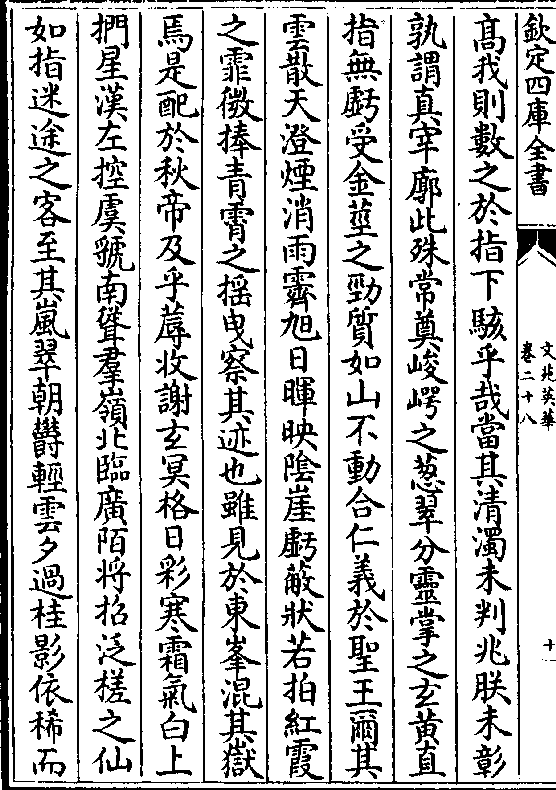 欽定四庫全書
文苑英華
卷二十八
十
高我則數之於指下駭乎哉當其清濁未判兆朕未彰
孰謂真宰廓此殊常奠峻崿之葱翠分靈掌之玄黄直
指無虧受金莖之勁質如山不動合仁義於聖王爾其
雲散天澄煙消雨霽旭日暉映陰崖虧蔽狀若拍紅霞
之霏微捧青霄之揺曳察其迹也雖見於東峯混其嶽
焉是配於秋帝及乎蓐收謝玄冥格日彩寒霜氣白上
捫星漢左控虞虢南聳羣嶺北臨廣陌将招泛槎之仙
如指迷途之客至其嵐翠朝欝輕雲夕過桂影依稀而